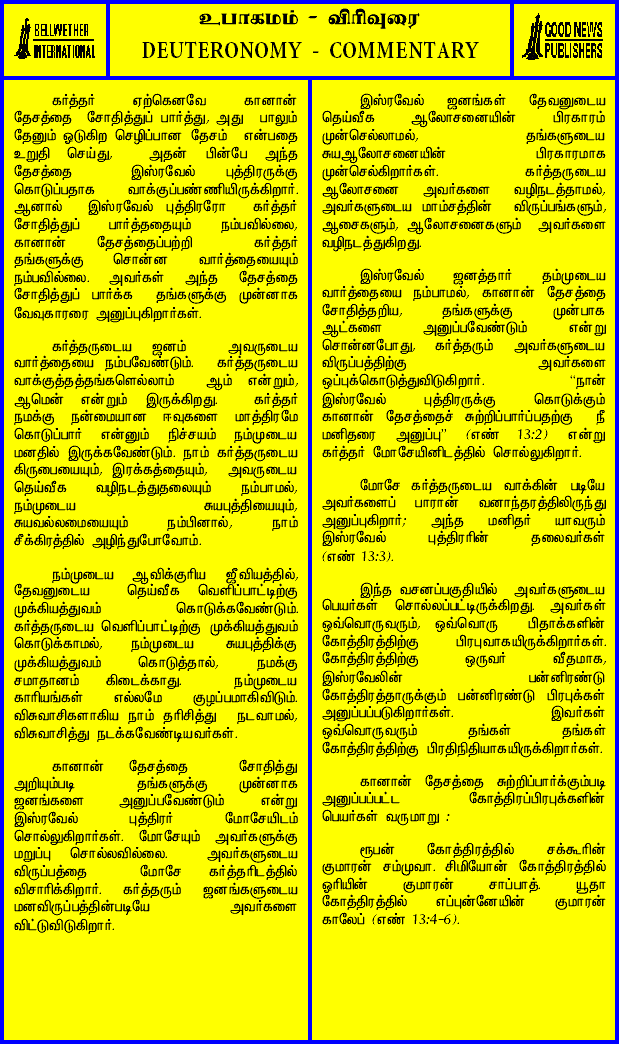 BELLWETHER
INTERNATIONAL
உபாகமம் - விரிவுரை
DEUTERONOMY - COMMENTARY
GOOD NEWS
PUBLISHERS
கர்த்தர் ஏற்கெனவே கானான்
தேசத்தை சோதித்துப் பார்த்து, அது பாலும்
தேனும் ஓடுகிற செழிப்பான தேசம் என்பதை
உறுதி செய்து, அதன் பின்பே அந்த
தேசத்தை இஸ்ரவேல் புத்திரருக்கு
கொடுப்பதாக வாக்குப்பண்ணியிருக்கிறார்.
ஆனால் இஸ்ரவேல் புத்திரரோ கர்த்தர்
சோதித்துப் பார்த்ததையும் நம்பவில்லை,
கானான் தேசத்தைப்பற்றி கர்த்தர்
தங்களுக்கு சொன்ன வார்த்தையையும்
நம்பவில்லை. அவர்கள் அந்த தேசத்தை
சோதித்துப் பார்க்க தங்களுக்கு முன்னாக
வேவுகாரரை அனுப்புகிறார்கள்.
கர்த்தருடைய ஜனம் அவருடைய
வார்த்தையை நம்பவேண்டும். கர்த்தருடைய
வாக்குத்தத்தங்களெல்லாம் ஆம் என்றும்,
ஆமென் என்றும் இருக்கிறது. கர்த்தர்
நமக்கு நன்மையான ஈவுகளை மாத்திரமே
கொடுப்பார் என்னும் நிச்சயம் நம்முடைய
மனதில் இருக்கவேண்டும். நாம் கர்த்தருடைய
கிருபையையும், இரக்கத்தையும், அவருடைய
தெய்வீக வழிநடத்துதலையும் நம்பாமல்,
நம்முடைய சுயபுத்தியையும்,
சுயவல்லமையையும் நம்பினால், நாம்
சீக்கிரத்தில் அழிந்துபோவோம்.
நம்முடைய ஆவிக்குரிய ஜீவியத்தில்,
தேவனுடைய தெய்வீக வெளிப்பாட்டிற்கு
முக்கியத்துவம் கொடுக்கவேண்டும்.
கர்த்தருடைய வெளிப்பாட்டிற்கு முக்கியத்துவம்
கொடுக்காமல், நம்முடைய சுயபுத்திக்கு
முக்கியத்துவம் கொடுத்தால், நமக்கு
சமாதானம் கிடைக்காது. நம்முடைய
காரியங்கள் எல்லாமே குழப்பமாகிவிடும்.
விசுவாசிகளாகிய நாம் தரிசித்து நடவாமல்,
விசுவாசித்து நடக்கவேண்டியவர்கள்.
கானான் தேசத்தை சோதித்து
அறியும்படி தங்களுக்கு முன்னாக
ஜனங்களை அனுப்பவேண்டும் என்று
இஸ்ரவேல் புத்திரர் மோசேயிடம்
சொல்லுகிறார்கள். மோசேயும் அவர்களுக்கு
மறுப்பு சொல்லவில்லை. அவர்களுடைய
விருப்பத்தை மோசே கர்த்தரிடத்தில்
விசாரிக்கிறார். கர்த்தரும் ஜனங்களுடைய
மனவிருப்பத்தின்படியே அவர்களை
விட்டுவிடுகிறார்.
இஸ்ரவேல் ஜனங்கள் தேவனுடைய
தெய்வீக ஆலோசனையின் பிரகாரம்
முன்செல்லாமல், தங்களுடைய
சுயஆலோசனையின் பிரகாரமாக
முன்செல்கிறார்கள். கர்த்தருடைய
ஆலோசனை அவர்களை வழிநடத்தாமல்,
அவர்களுடைய மாம்சத்தின் விருப்பங்களும்,
ஆசைகளும், ஆலோசனைகளும் அவர்களை
வழிநடத்துகிறது.
இஸ்ரவேல் ஜனத்தார் தம்முடைய
வார்த்தையை நம்பாமல், கானான் தேசத்தை
சோதித்தறிய, தங்களுக்கு முன்பாக
ஆட்களை அனுப்பவேண்டும் என்று
சொன்னபோது, கர்த்தரும் அவர்களுடைய
விருப்பத்திற்கு அவர்களை
ஒப்புக்கொடுத்துவிடுகிறார். "நான்
இஸ்ரவேல் புத்திரருக்கு கொடுக்கும்
கானான் தேசத்தைச் சுற்றிப்பார்ப்பதற்கு நீ
மனிதரை அனுப்பு" (எண் 13:2) என்று
கர்த்தர் மோசேயினிடத்தில் சொல்லுகிறார்.
மோசே கர்த்தருடைய வாக்கின் படியே
அவர்களைப் பாரான் வனாந்தரத்திலிருந்து
அனுப்புகிறார்; அந்த மனிதர் யாவரும்
இஸ்ரவேல் புத்திரரின் தலைவர்கள்
(எண் 13:3).
இந்த வசனப்பகுதியில் அவர்களுடைய
பெயர்கள் சொல்லப்பட்டிருக்கிறது. அவர்கள்
ஒவ்வொருவரும், ஒவ்வொரு பிதாக்களின்
கோத்திரத்திற்கு பிரபுவாகயிருக்கிறார்கள்.
கோத்திரத்திற்கு ஒருவர் வீதமாக,
இஸ்ரவேலின் பன்னிரண்டு
கோத்திரத்தாருக்கும் பன்னிரண்டு பிரபுக்கள்
அனுப்பப்படுகிறார்கள். இவர்கள்
ஒவ்வொருவரும் தங்கள் தங்கள்
கோத்திரத்திற்கு பிரதிநிதியாகயிருக்கிறார்கள்.
கானான் தேசத்தை சுற்றிப்பார்க்கும்படி
அனுப்பப்பட்ட கோத்திரப்பிரபுக்களின்
பெயர்கள் வருமாறு :
ரூபன் கோத்திரத்தில் சக்கூரின்
குமாரன் சம்முவா. சிமியோன் கோத்திரத்தில்
ஓரியின் குமாரன் சாப்பாத். யூதா
கோத்திரத்தில் எப்புன்னேயின் குமாரன்
காலேப் (எண் 13:4-6).